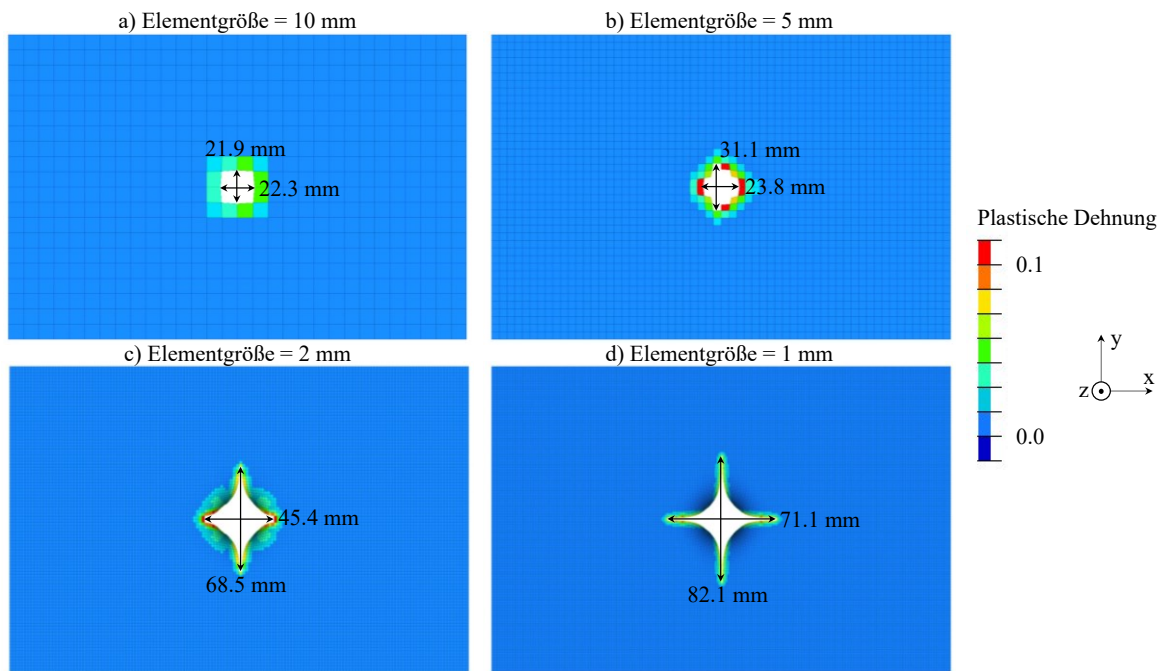 a) Elementgröße = 10 mm
b) Elementgröße = 5 mm
21.9 mm
22.3 mm
31.1 mm
23.8 mm
Plastische Dehnung
0.1
0.0
y
x
z
c) Elementgröße = 2 mm
d) Elementgröße = 1 mm
45.4 mm
68.5 mm
71.1 mm
82.1 mm